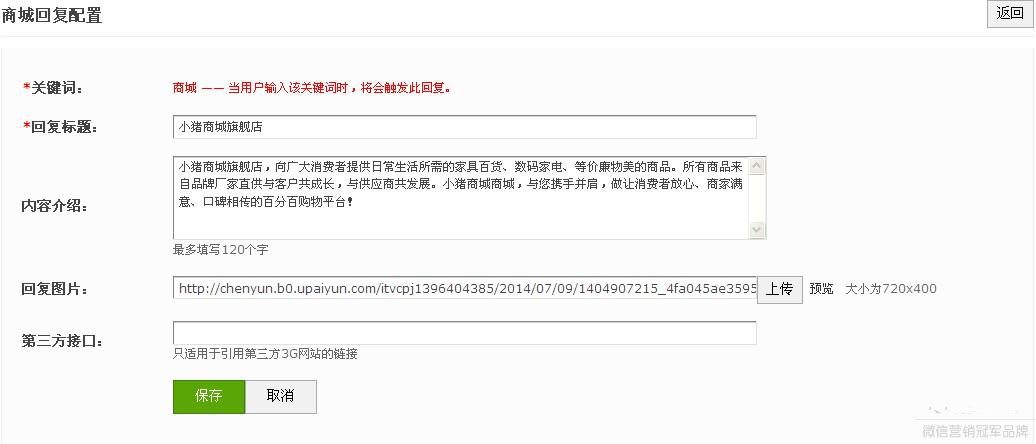 商城回复配置
返回
*关键词：
商城 —— 当用户输入该关键词时，将会触发此回复。
*回复标题：
小猪商城旗舰店
内容介绍：
小猪商城旗舰店，向广大消费者提供日常生活所需的家具百货、数码家电、等价廉物美的商品。所有商品来
自品牌厂家直供与客户共成长，与供应商共发展。小猪商城商城，与您携手并肩，做让消费者放心、商家满
意、口碑相传的百分百购物平台！
最多填写120个字
回复图片：
http://chenyun.b0.upaiyun.com/itvcpj1396404385/2014/07/09/1404907215_4fa045ae3595
上传
预览
大小为720x400
第三方接口：
只适用于引用第三方3G网站的链接
保存
取消
微信营销冠军品牌